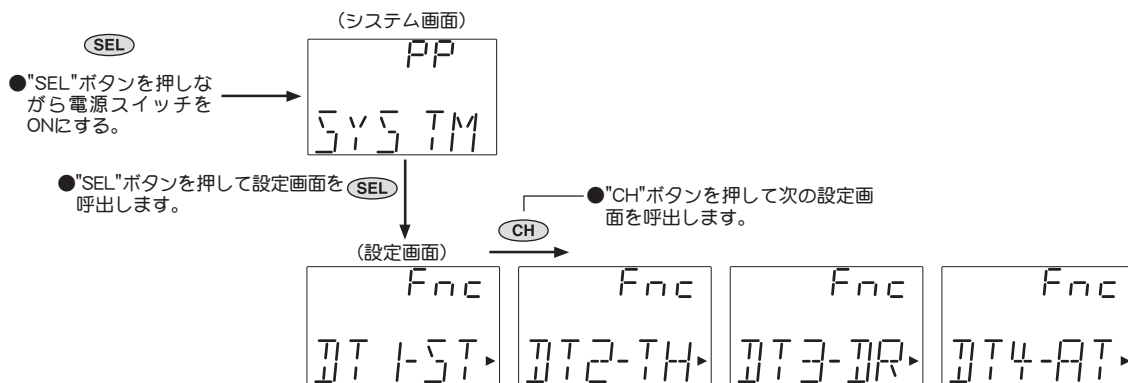 (システム画面)
SEL
PP
●"SEL"ボタンを押しな
がら電源スイッチを
ONにする。
SYSTM
●"SEL"ボタンを押して設定画面を
呼出します。
SEL
●"CH"ボタンを押して次の設定画
面を呼出します。
CH
(設定画面)
Fnc
DT1-ST▸
Fnc
DT2-TH▸
Fnc
DT3-DR▸
Fnc
DT4-AT▸